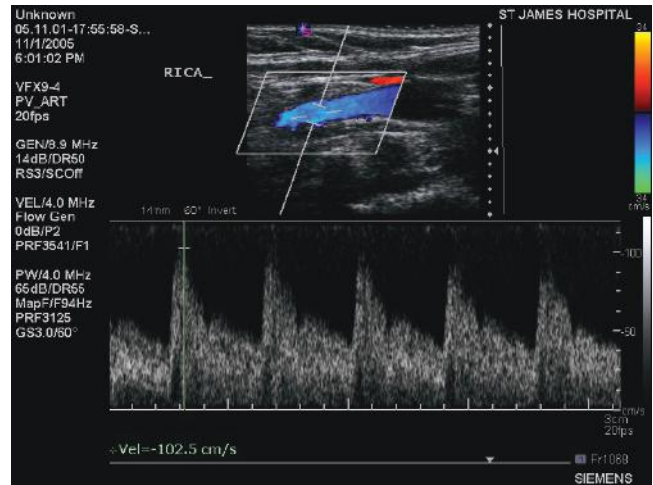 Unknown
05.11.01-17:55:58-S...
11/1/2005
6:01:02 PM
ST JAMES HOSPITAL
RICA_
VFX9-4
PV_ART
20fps
GEN/8.9 MHz
14dB/DR50
RS3/SCOff
VEL/4.0 MHz
Flow Gen
0dB/P2
PRF3541/F1
PW/4.0 MHz
65dB/DR55
MapF/F94Hz
PRF3125
GS3.0/60°
34
34
cm/s
14mm 60° Invert
-100
-50
cm/s
3cm
20fps
÷Vel=-102.5 cm/s
Fr1068
SIEMENS